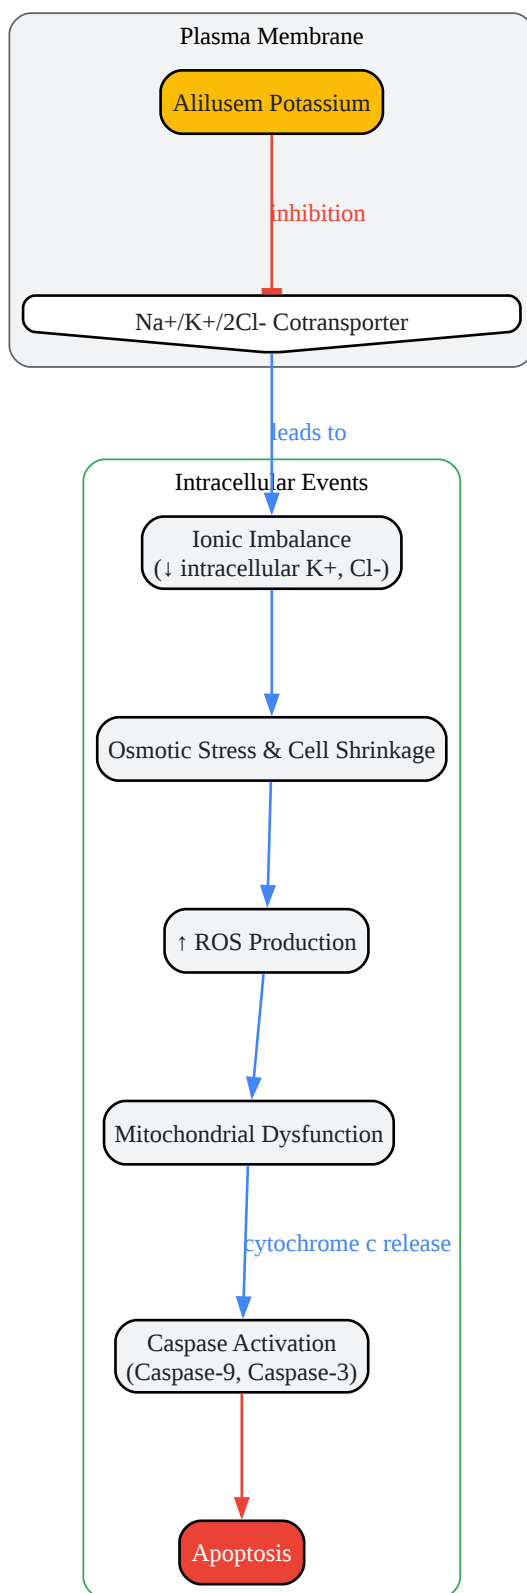 Plasma Membrane
Alilusem Potassium
inhibition
Na+/K+/2Cl- Cotransporter
leads to
Intracellular Events
Ionic Imbalance
(↓ intracellular K+, Cl-)
Osmotic Stress & Cell Shrinkage
↑ ROS Production
Mitochondrial Dysfunction
cytochrome c release
Caspase Activation
(Caspase-9, Caspase-3)
Apoptosis